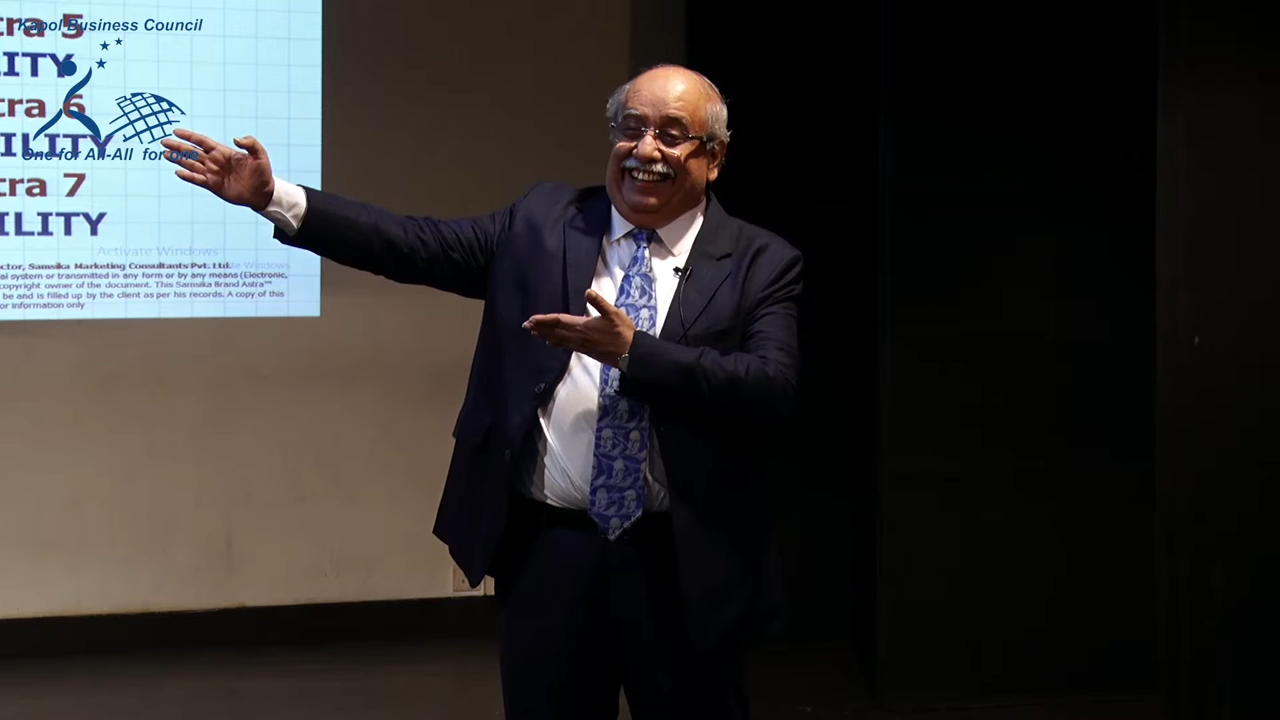 Kapol Business Council
tra 5
ITY
tra 6
ILITY
One for All-All for one
tra 7
ILITY
Activate Windows
ctor, Samsika Marketing Consultants Pvt. Ltd.
al system or transmitted in any form or by any means (Electronic,
copyright owner of the document. This Samsika Brand Astra™
be and is filled up by the client as per his records. A copy of this
or information only